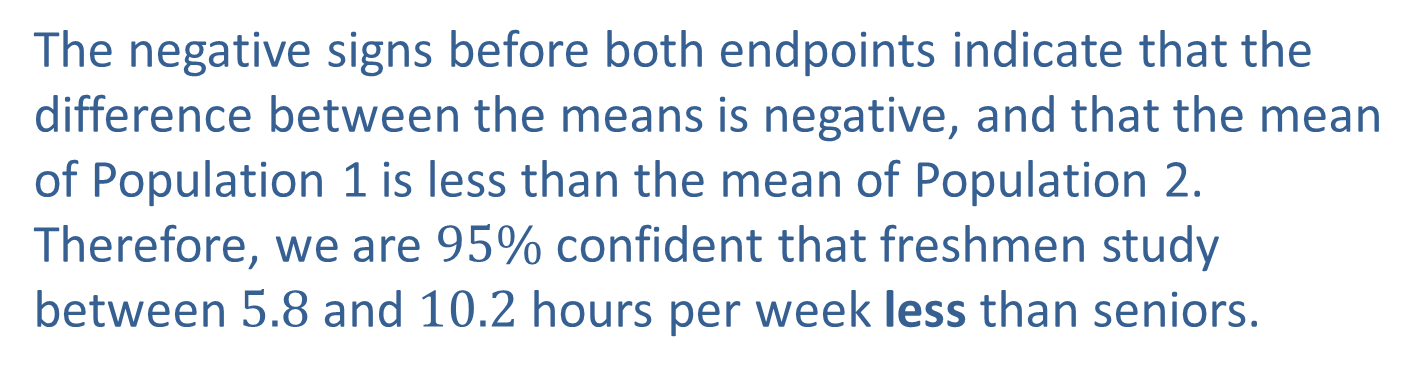 The negative signs before both endpoints indicate that the
difference between the means is negative, and that the mean
of Population 1 is less than the mean of Population 2.
Therefore, we are 95% confident that freshmen study
between 5.8 and 10.2 hours per week less than seniors.